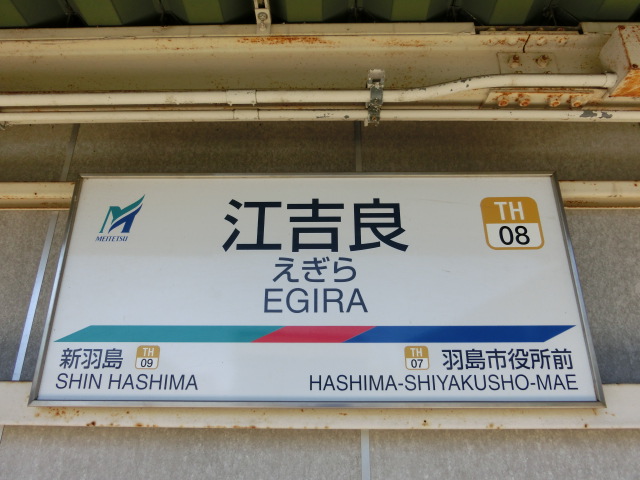 MEITETSU
江吉良
TH
08
えぎら
EGIRA
新羽島 TH 09
SHIN HASHIMA
TH 07 羽島市役所前
HASHIMA-SHIYAKUSHO-MAE